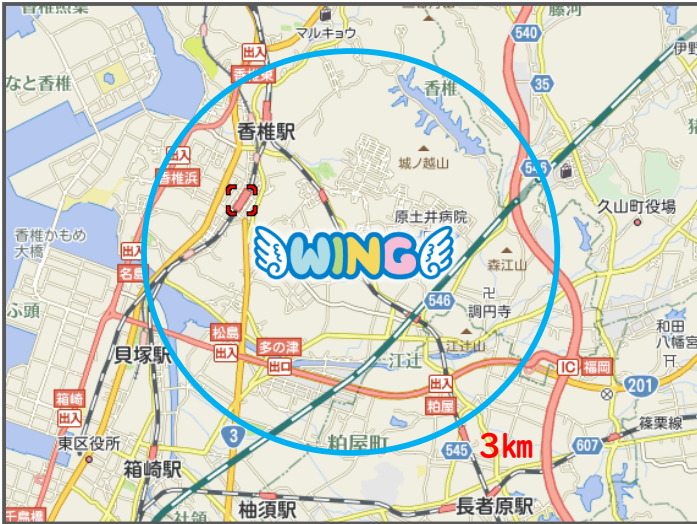 香椎照葉
藤河
マルキョウ
540
出入
伊野
香椎東
なと香椎
香椎
35
香椎駅
出入
城ノ越山
546
香椎浜
久山町役場
原土井病院
香椎かもめ
大橋
出入
WING
森江山
名島
546
卍
調円寺
ふ頭
松島
多の津
江辻山
和田
八幡宮
貝塚駅
出入
出口
江辻
IC
福岡
出入
201
箱崎
出入
粕屋
3
篠栗線
東区役所
粕屋町
545
3km
607
箱崎駅
柚須駅
長者原駅
千鳥橋
社領